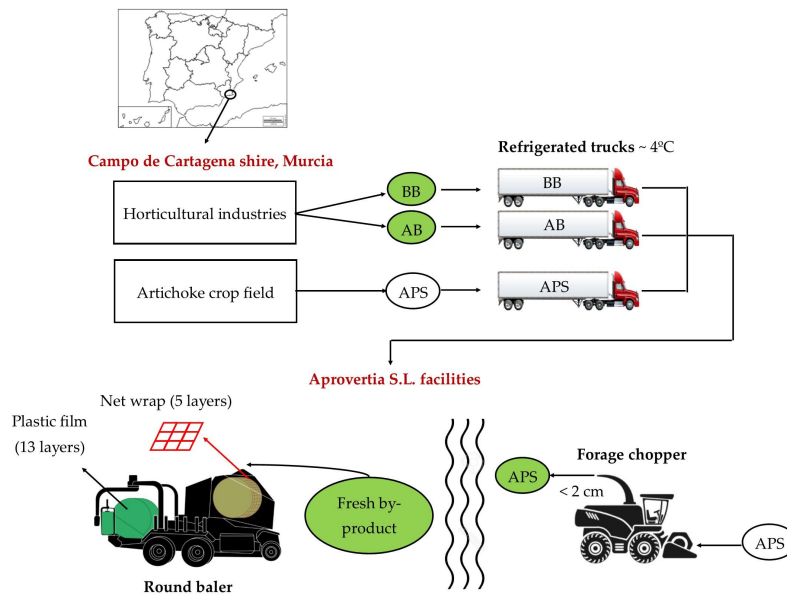 Campo de Cartagena shire, Murcia
Refrigerated trucks ~ 4ºC
Horticultural industries
BB
BB
AB
AB
Artichoke crop field
APS
APS
Aprovertia S.L. facilities
Net wrap (5 layers)
Plastic film
(13 layers)
Fresh by-
product
Forage chopper
APS
< 2 cm
APS
Round baler